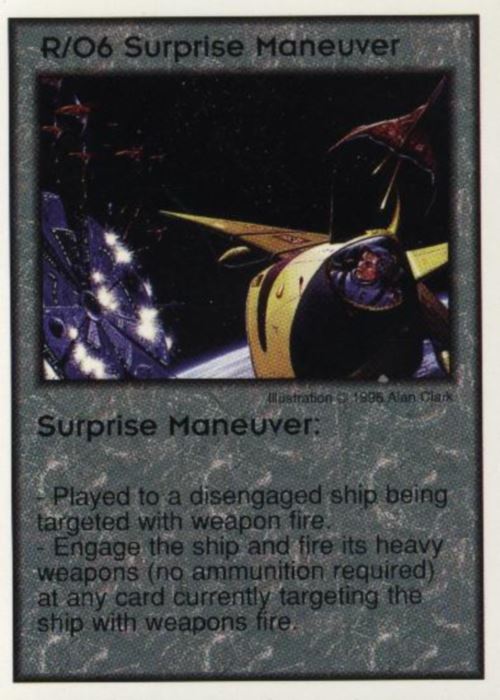 R/06 Surprise Maneuver
Illustration © 1995 Alan Clark
Surprise Maneuver:
- Played to a disengaged ship being
targeted with weapon fire.
- Engage the ship and fire its heavy
weapons (no ammunition required)
at any card currently targeting the
ship with weapons fire.